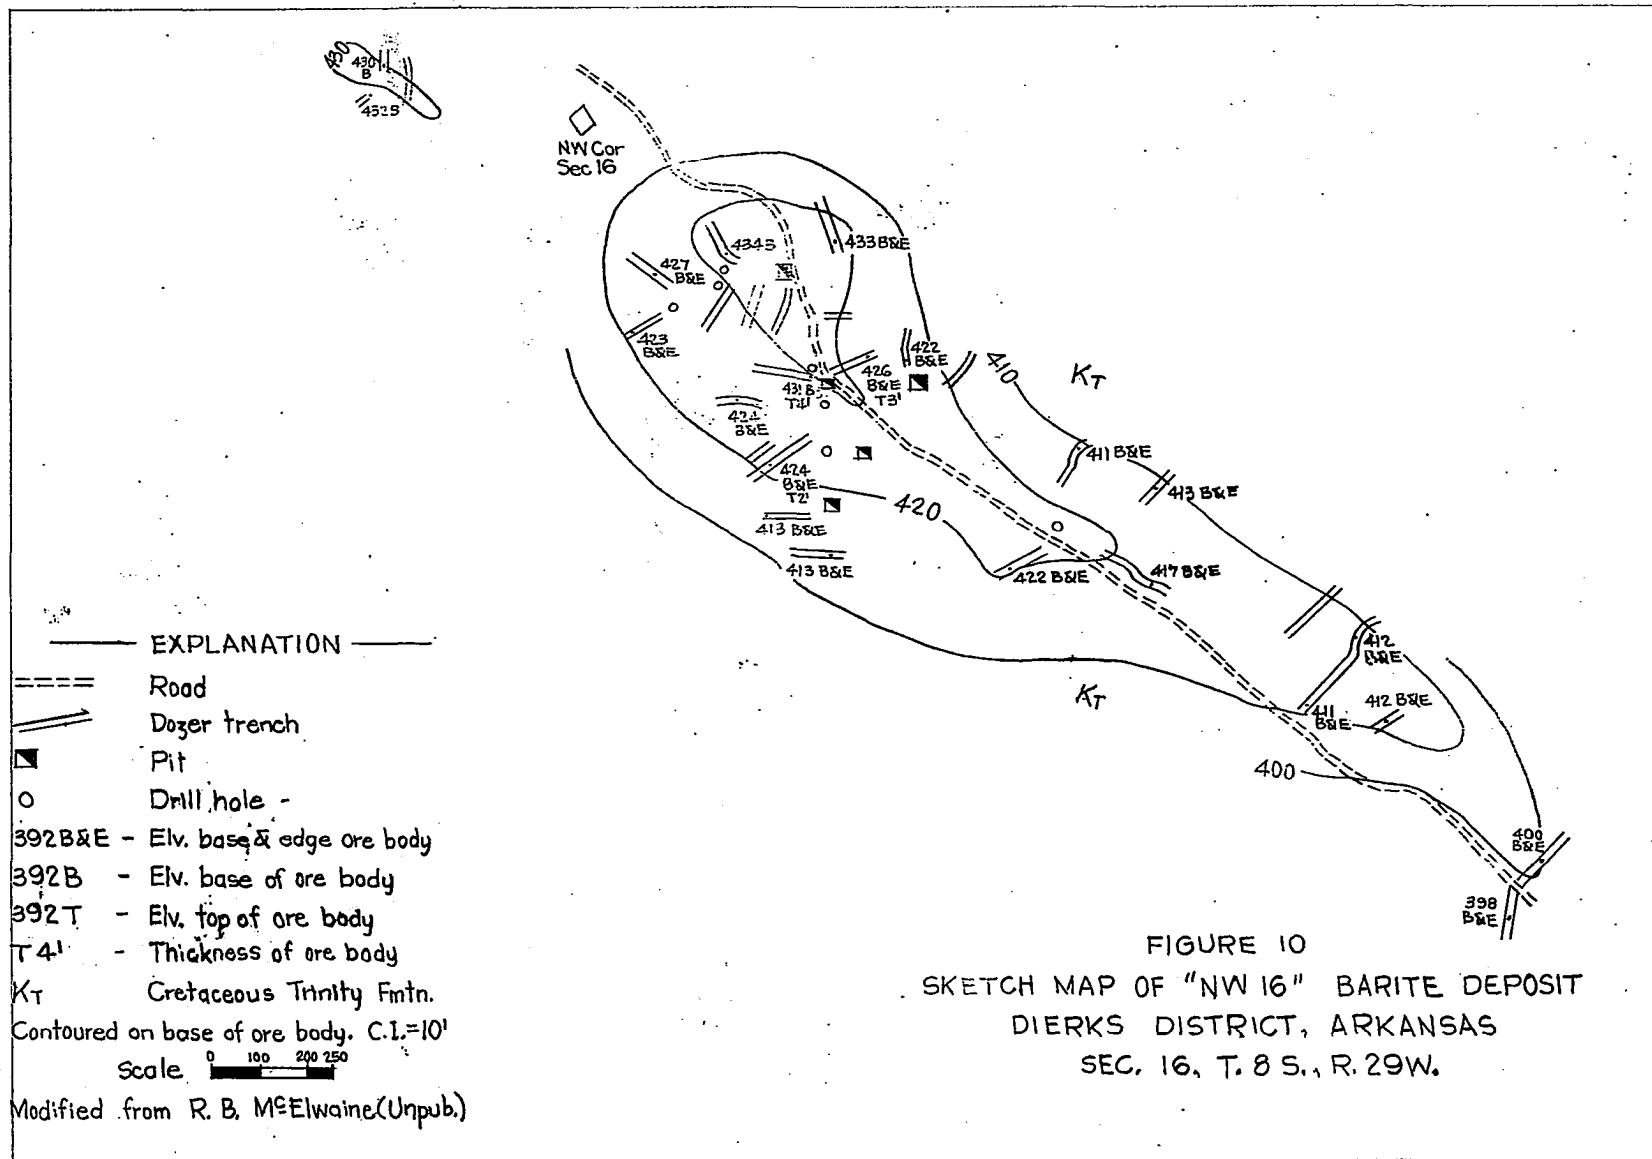 430
430
B
432B
NW Cor
Sec 16
434B
433 B&E
427
B&E
423
B&E
422
B&E
410
KT
426
B&E
T3'
431 B
T4'
424
B&E
411 B&E
413 B&E
424
B&E
T2'
420
413 B&E
413 B&E
422 B&E
417 B&E
412
B&E
KT
411
B&E
412 B&E
400
400
B&E
398
B&E
EXPLANATION
Road
Dozer trench
Pit
Drill hole -
392B&E - Elv. base & edge ore body
392B - Elv. base of ore body
392T - Elv. top of ore body
T4' - Thickness of ore body
KT Cretaceous Trinity Fmtn.
Contoured on base of ore body. C.I.=10'
Scale 0 100 200 250
Modified from R. B. McElwaine (Unpub.)
FIGURE 10
SKETCH MAP OF "NW 16" BARITE DEPOSIT
DIERKS DISTRICT, ARKANSAS
SEC. 16, T. 8 S., R. 29W.